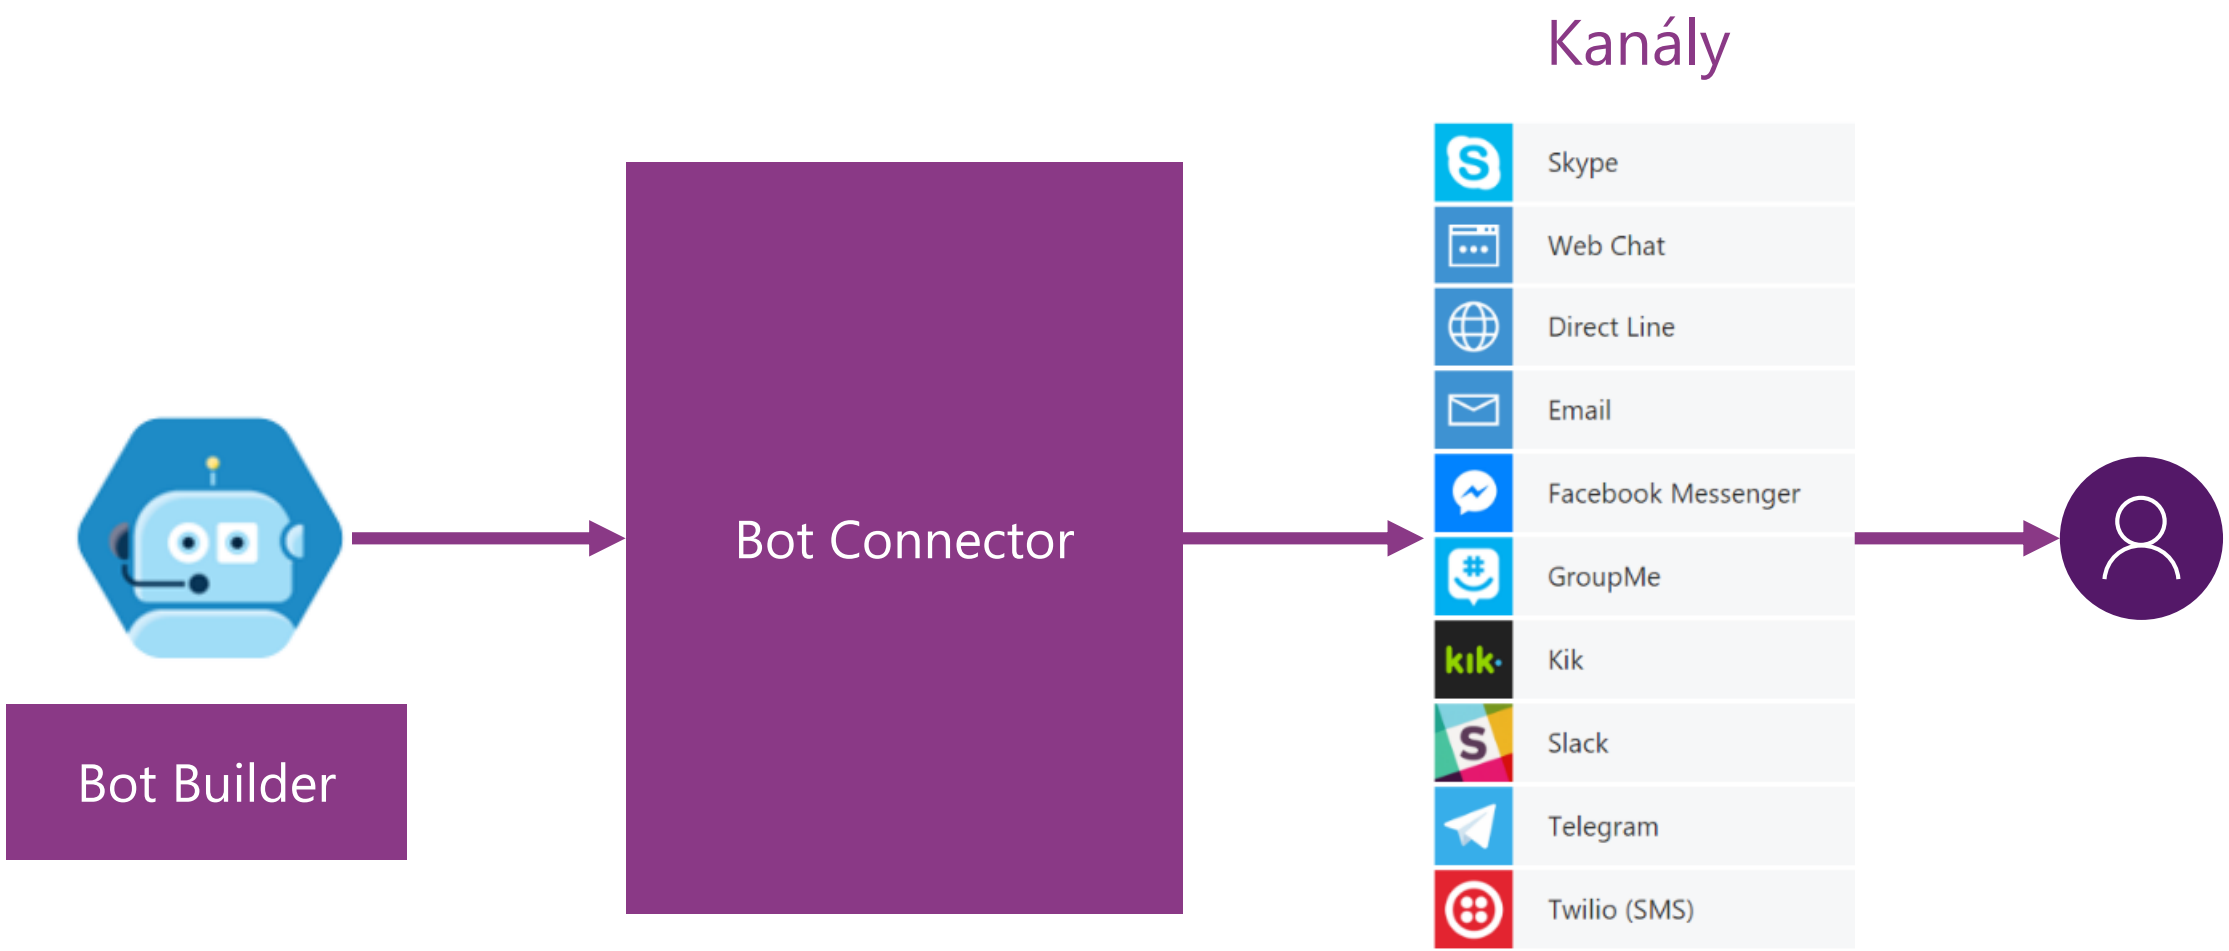 Kanály
Skype
Web Chat
Direct Line
Email
Facebook Messenger
GroupMe
kik
Kik
Slack
Telegram
Twilio (SMS)
Bot Connector
Bot Builder